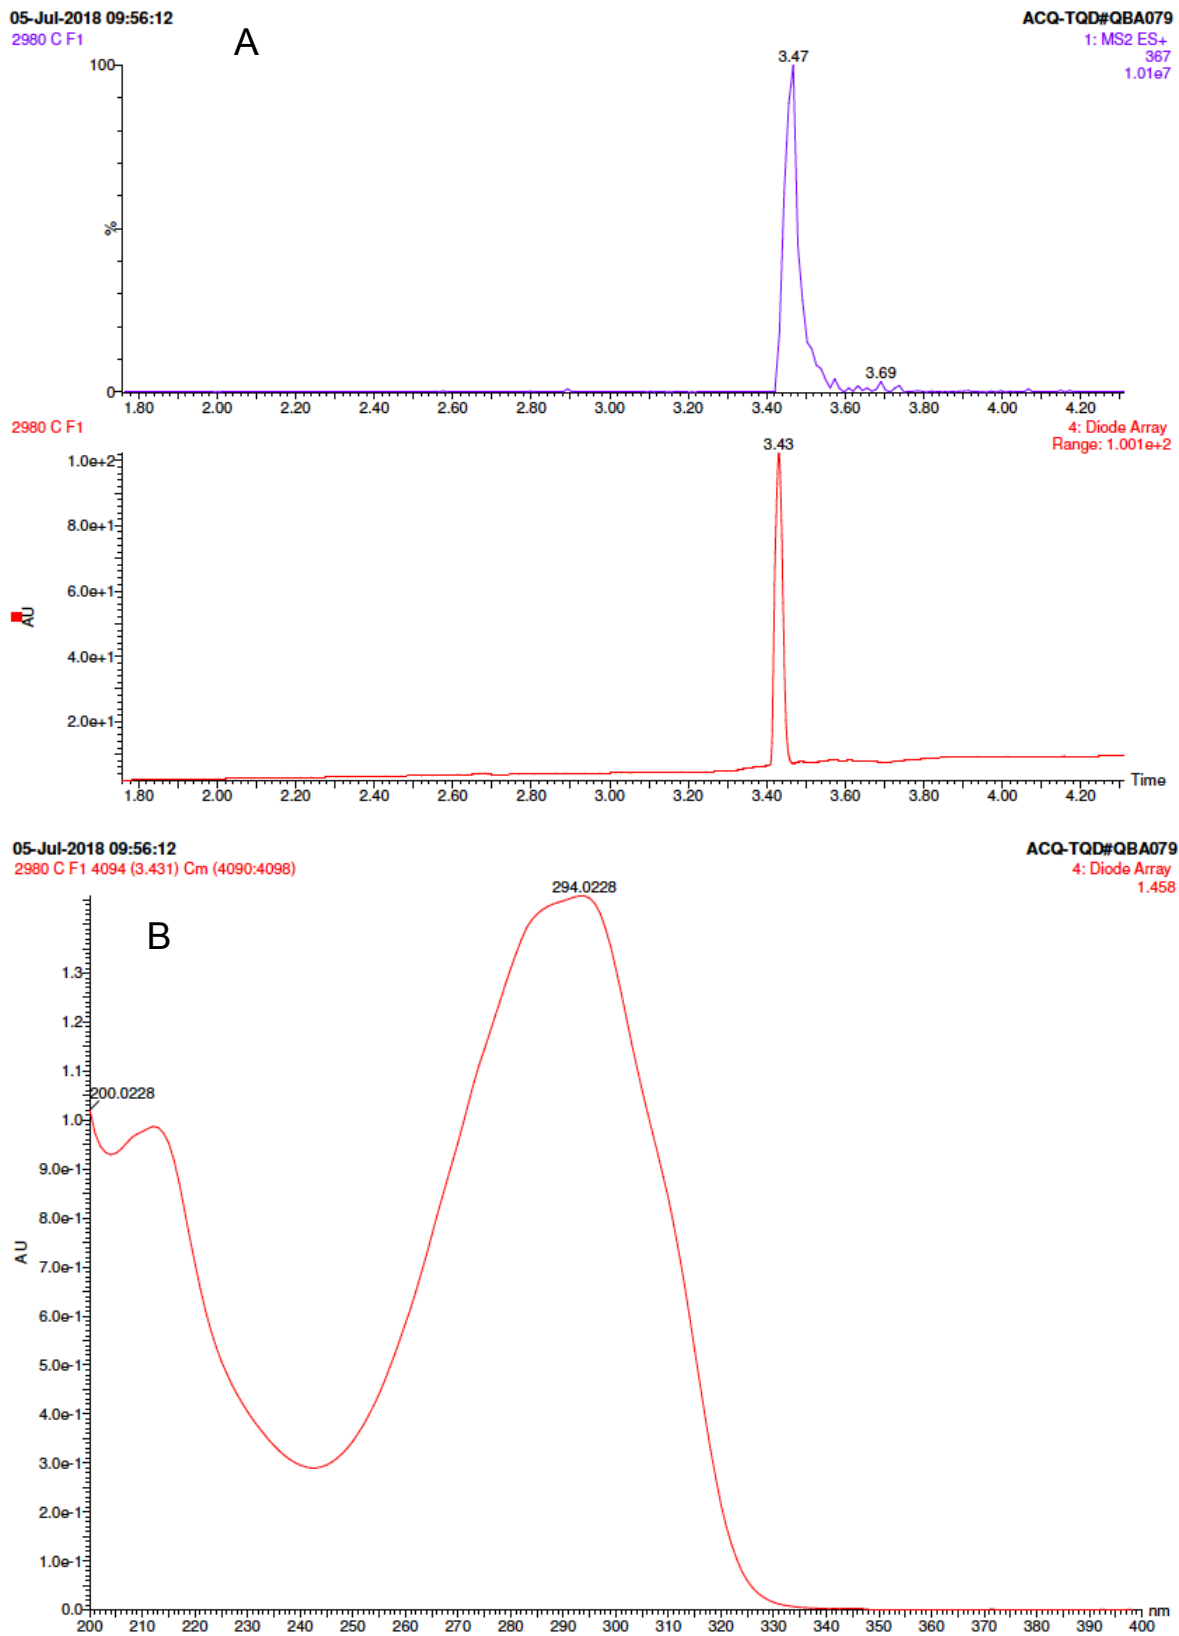 05-Jul-2018 09:56:12 ACQ-TQD#QBA079
2980 C F1 A 1: MS2 ES+
367
1.01e7
100
3.47
%
3.69
0
1.80 2.00 2.20 2.40 2.60 2.80 3.00 3.20 3.40 3.60 3.80 4.00 4.20
2980 C F1 4: Diode Array
Range: 1.001e+2
3.43
1.0e+2
8.0e+1
6.0e+1
AU
4.0e+1
2.0e+1
Time
1.80 2.00 2.20 2.40 2.60 2.80 3.00 3.20 3.40 3.60 3.80 4.00 4.20
05-Jul-2018 09:56:12 ACQ-TQD#QBA079
2980 C F1 4094 (3.431) Cm (4090:4098) 4: Diode Array
1.458
294.0228
B
1.3
1.2
1.1
200.0228
1.0
9.0e-1
8.0e-1
AU
7.0e-1
6.0e-1
5.0e-1
4.0e-1
3.0e-1
2.0e-1
1.0e-1
0.0
200 210 220 230 240 250 260 270 280 290 300 310 320 330 340 350 360 370 380 390 400 nm